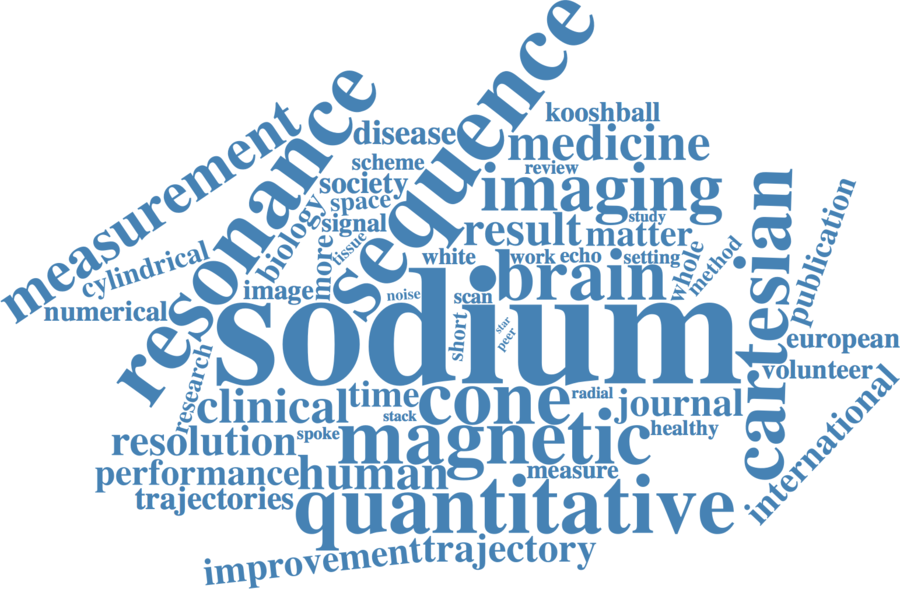 sequence
kooshball
resonance
measurement
disease
medicine
scheme
review
society
imaging
space
biology
signal
study
result
matter
tissue
more
cylindrical
white
work
echo
setting
whole
method
cartesian
publication
brain
image
noise
scan
numerical
sodium
short
star
peer
european
volunteer
research
clinical
time
cone
radial
journal
stack
international
resolution
spoke
magnetic
healthy
performance
human
measure
trajectories
quantitative
improvement
trajectory